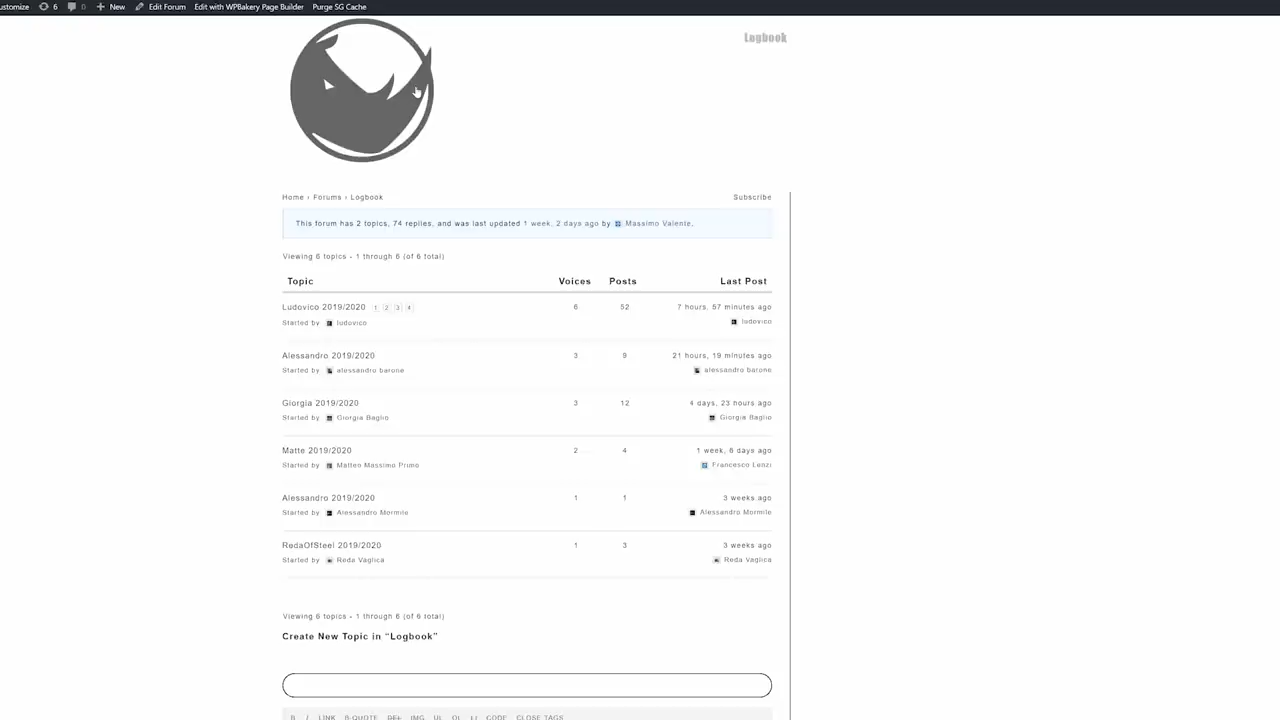 ustomize 6 0 New Edit Forum Edit with WPBakery Page Builder Purge SG Cache
Logbook
Home › Forums › Logbook Subscribe
This forum has 2 topics, 74 replies, and was last updated 1 week, 2 days ago by Massimo Valente.
Viewing 6 topics - 1 through 6 (of 6 total)
Topic Voices Posts Last Post
Ludovico 2019/2020 1 2 3 4 6 52 7 hours, 57 minutes ago
Started by ludovico ludovico
Alessandro 2019/2020 3 9 21 hours, 19 minutes ago
Started by alessandro barone alessandro barone
Giorgia 2019/2020 3 12 4 days, 23 hours ago
Started by Giorgia Baglio Giorgia Baglio
Matte 2019/2020 2 4 1 week, 6 days ago
Started by Matteo Massimo Primo Francesco Lenzi
Alessandro 2019/2020 1 1 3 weeks ago
Started by Alessandro Mormile Alessandro Mormile
RedaOfSteel 2019/2020 1 3 3 weeks ago
Started by Reda Vaglica Reda Vaglica
Viewing 6 topics - 1 through 6 (of 6 total)
Create New Topic in “Logbook”
B I LINK B-QUOTE DEL IMG UL OL LI CODE CLOSE TAGS